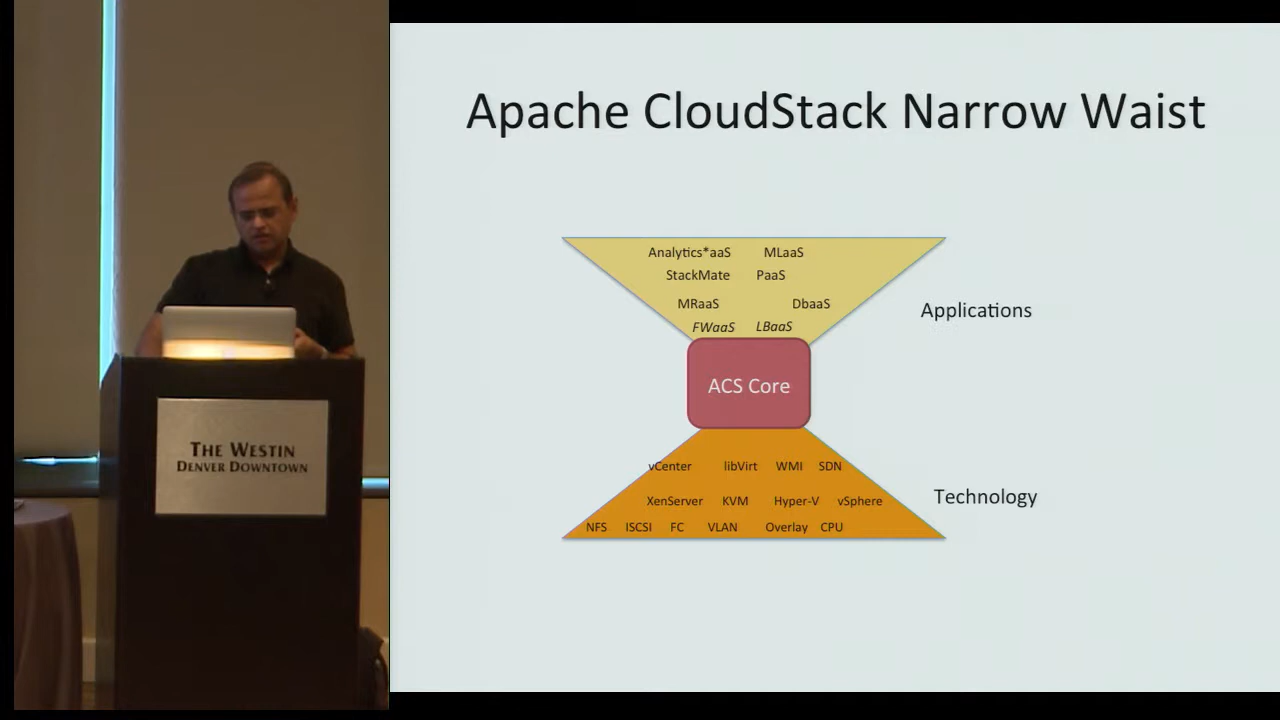 Apache CloudStack Narrow Waist
Analytics*aaS MLaaS
StackMate PaaS
MRaaS DbaaS
FWaaS LBaaS
Applications
ACS Core
vCenter libVirt WMI SDN
XenServer KVM Hyper-V vSphere
Technology
NFS ISCSI FC VLAN Overlay CPU
THE WESTIN
DENVER DOWNTOWN